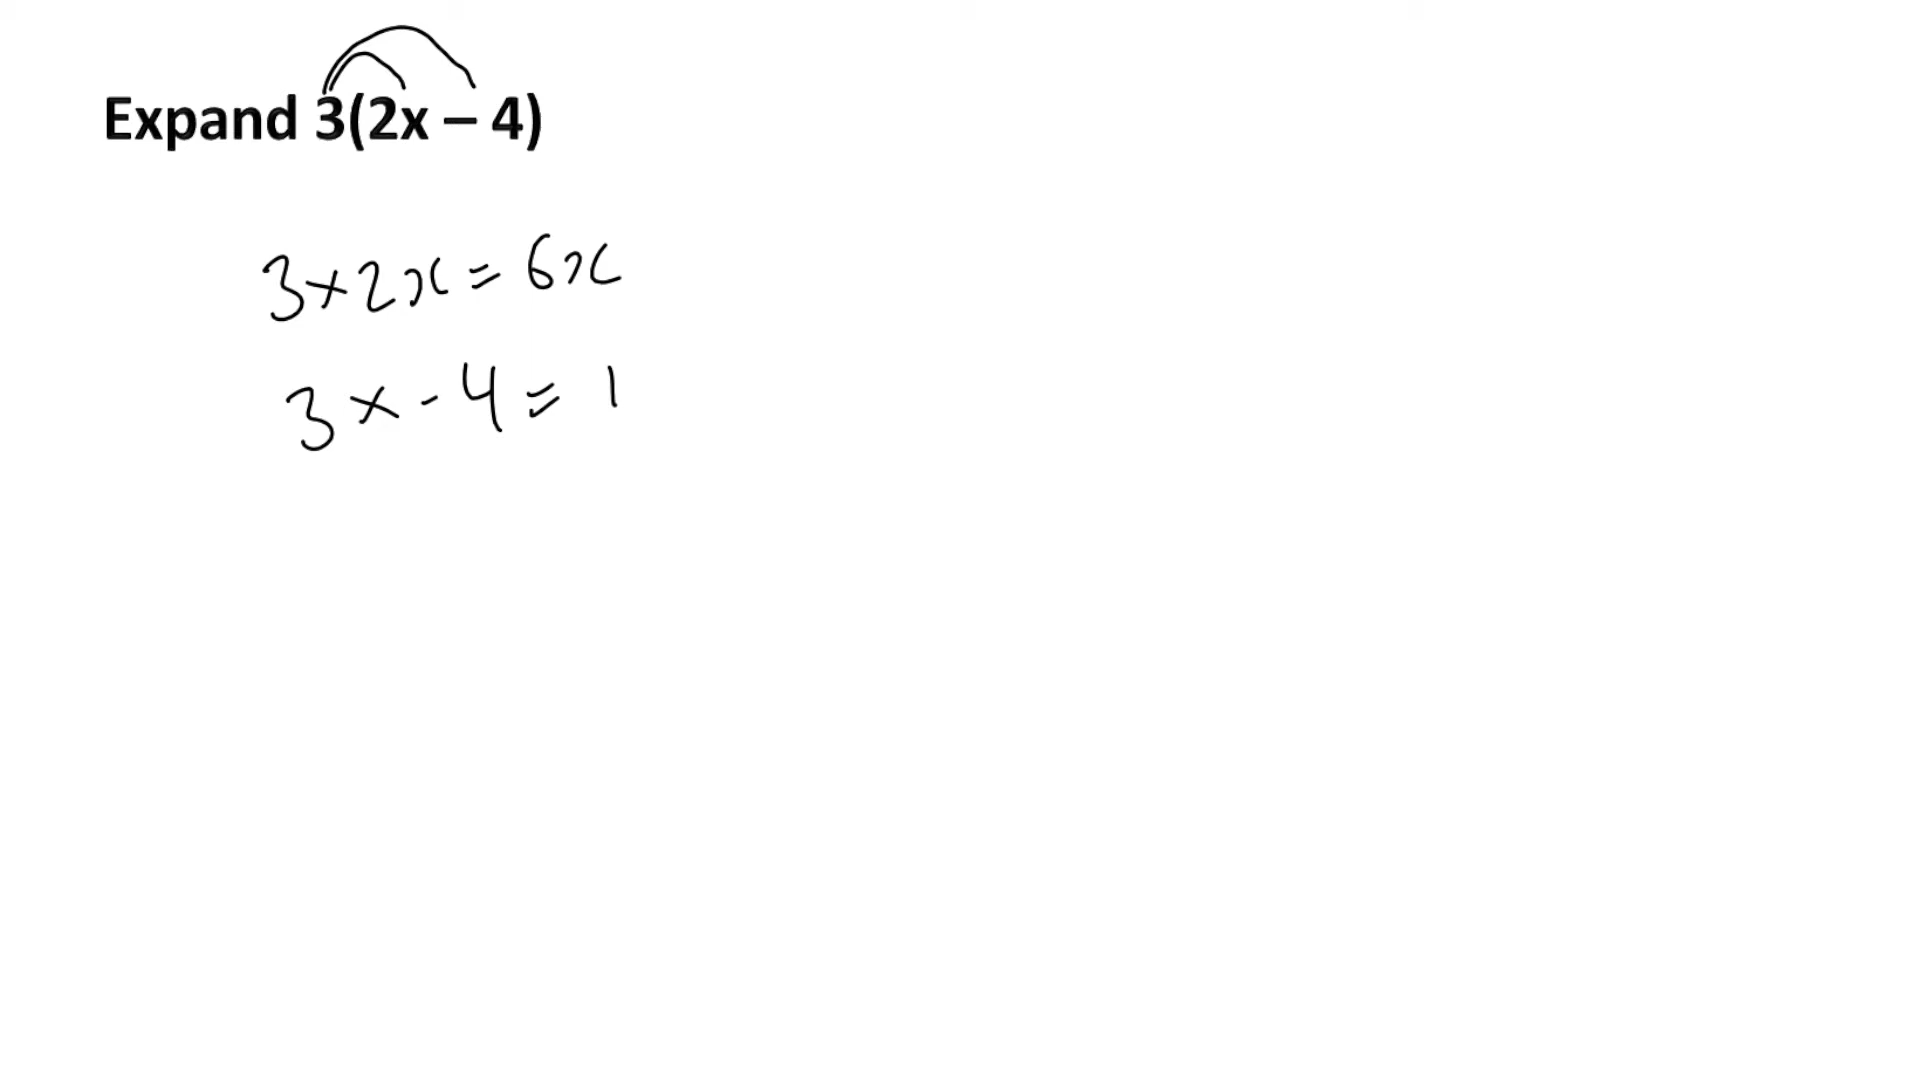 Expand 3(2x – 4)
3×2x = 6x
3 × -4 = 1